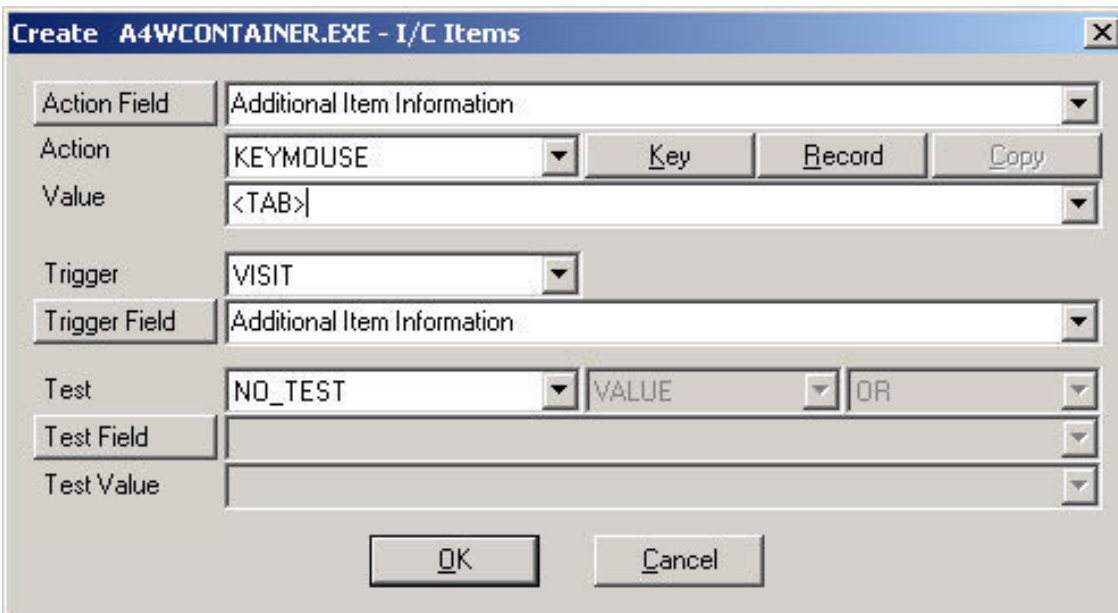 Create A4WCONTAINER.EXE - I/C Items
Action Field Additional Item Information
Action KEYMOUSE Key Record Copy
Value <TAB>
Trigger VISIT
Trigger Field Additional Item Information
Test NO_TEST VALUE OR
Test Field
Test Value
OK Cancel